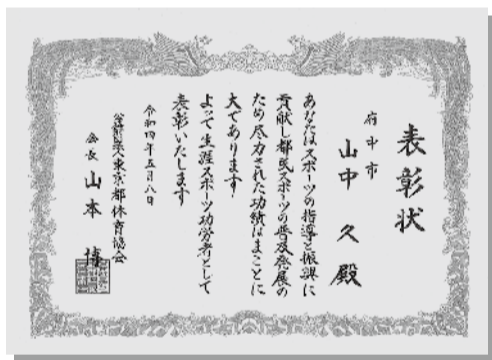 表彰状
府中市
山中 久 殿
あなたはスポーツの指導と振興に
貢献し都民スポーツの普及発展の
ため尽力された功績はまことに
大であります
よって生涯スポーツ功労者として
表彰いたします
令和四年五月八日
公益財団法人東京都体育協会
会長 山本 博